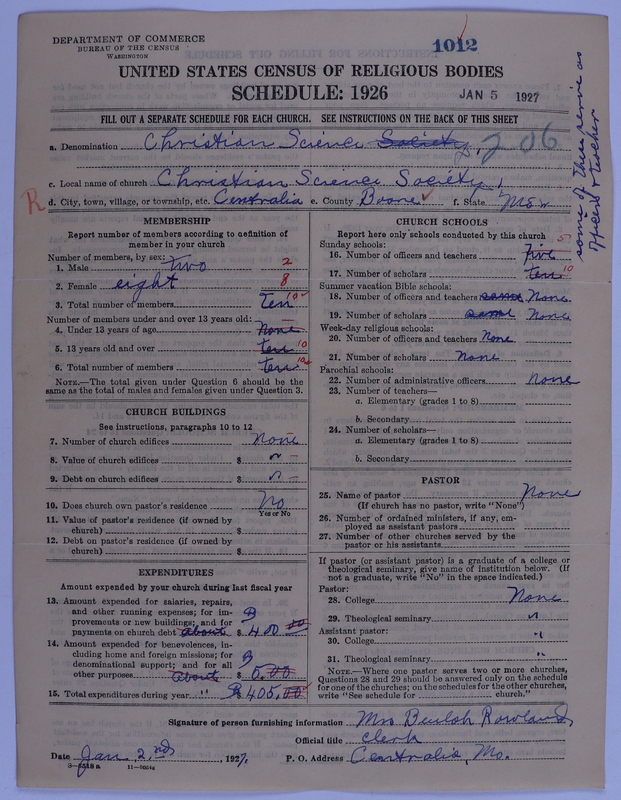 DEPARTMENT OF COMMERCE
BUREAU OF THE CENSUS
WASHINGTON
1012
UNITED STATES CENSUS OF RELIGIOUS BODIES
SCHEDULE: 1926
JAN 5 1927
FILL OUT A SEPARATE SCHEDULE FOR EACH CHURCH. SEE INSTRUCTIONS ON THE BACK OF THIS SHEET
a. Denomination Christian Science Society, 206
c. Local name of church Christian Science Society,
R d. City, town, village, or township, etc. Centralia e. County Boone f. State Mo
some of these serve as
officer & teacher
MEMBERSHIP
Report number of members according to definition of
member in your church
Number of members, by sex:
1. Male two 2
2. Female eight 8
3. Total number of members Ten 10
Number of members under and over 13 years old:
4. Under 13 years of age None
5. 13 years old and over ten 10
6. Total number of members ten 10
NOTE.—The total given under Question 6 should be the
same as the total of males and females given under Question 3.
CHURCH BUILDINGS
See instructions, paragraphs 10 to 12
7. Number of church edifices None
8. Value of church edifices $ " –
9. Debt on church edifices $ " –
10. Does church own pastor's residence No
Yes or No
11. Value of pastor's residence (if owned by
church) $
12. Debt on pastor's residence (if owned by
church) $
EXPENDITURES
Amount expended by your church during last fiscal year
13. Amount expended for salaries, repairs,
and other running expenses; for im-
provements or new buildings; and for
payments on church debt about $ 400 00
14. Amount expended for benevolences, in-
cluding home and foreign missions; for
denominational support; and for all
other purposes about $ 5.00
15. Total expenditures during year " $ 405.00
CHURCH SCHOOLS
Report here only schools conducted by this church
Sunday schools:
16. Number of officers and teachers five 5
17. Number of scholars ten 10
Summer vacation Bible schools:
18. Number of officers and teachers same None
19. Number of scholars same None
Week-day religious schools:
20. Number of officers and teachers None
21. Number of scholars None
Parochial schools:
22. Number of administrative officers None
23. Number of teachers—
a. Elementary (grades 1 to 8)
b. Secondary
24. Number of scholars—
a. Elementary (grades 1 to 8)
b. Secondary
PASTOR
25. Name of pastor None
(If church has no pastor, write "None")
26. Number of ordained ministers, if any, em-
ployed as assistant pastors
27. Number of other churches served by the
pastor or his assistants
If pastor (or assistant pastor) is a graduate of a college or
theological seminary, give name of institution below. (If
not a graduate, write "No" in the space indicated.)
Pastor:
28. College None
29. Theological seminary "
Assistant pastor:
30. College "
31. Theological seminary "
NOTE.—Where one pastor serves two or more churches,
Questions 28 and 29 should be answered only on the schedule
for one of the churches; on the schedules for the other churches,
write "See schedule for church."
Signature of person furnishing information Mrs Beulah Rowland,
Official title Clerk
Date Jan. 2nd, 1927, P. O. Address Centralia, Mo.
11-9054a